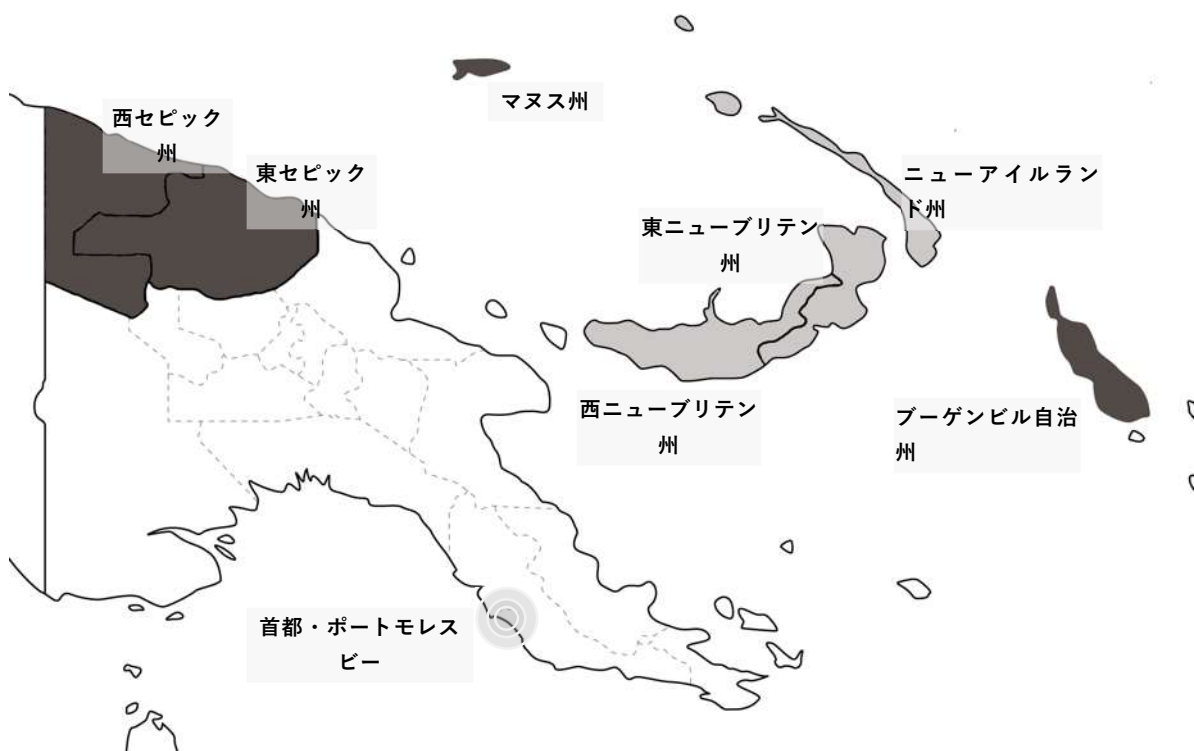 マヌス州
西セピック
州
東セピック
州
ニューアイルラン
ド州
東ニューブリテン
州
西ニューブリテン
州
ブーゲンビル自治
州
首都・ポートモレス
ビー